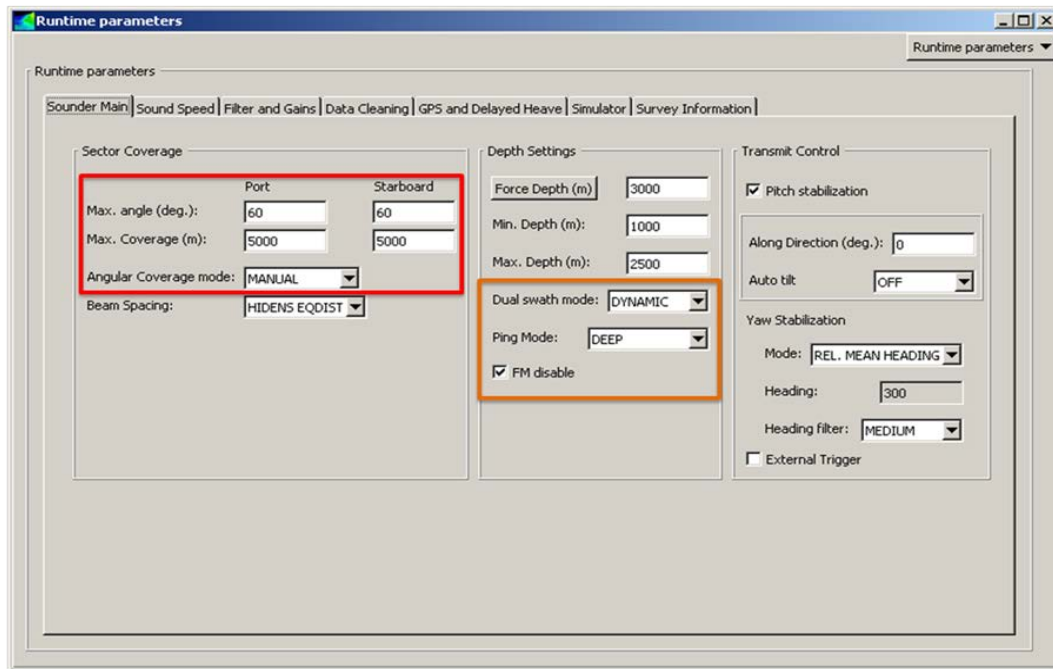 Runtime parameters
Runtime parameters
Runtime parameters
Sounder Main Sound Speed Filter and Gains Data Cleaning GPS and Delayed Heave Simulator Survey Information
Sector Coverage
Port Starboard
Max. angle (deg.): 60 60
Max. Coverage (m): 5000 5000
Angular Coverage mode: MANUAL
Beam Spacing: HIDENS EQDIST
Depth Settings
Force Depth (m) 3000
Min. Depth (m): 1000
Max. Depth (m): 2500
Dual swath mode: DYNAMIC
Ping Mode: DEEP
FM disable
Transmit Control
Pitch stabilization
Along Direction (deg.): 0
Auto tilt OFF
Yaw Stabilization
Mode: REL. MEAN HEADING
Heading: 300
Heading filter: MEDIUM
External Trigger